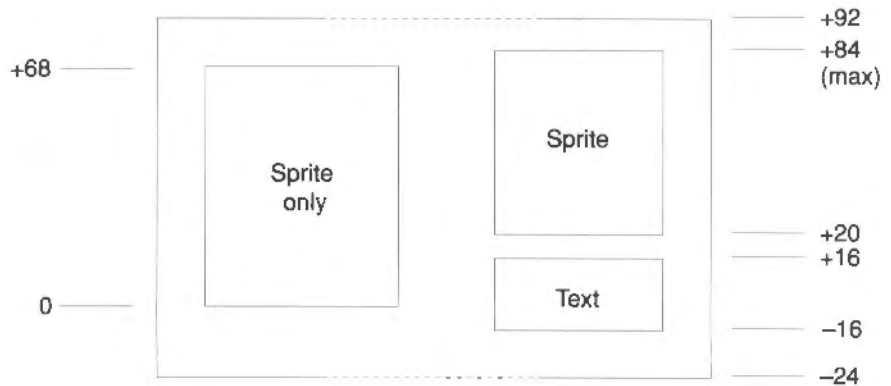 +92
+84
(max)
+68
Sprite
Sprite
only
+20
+16
Text
0
–16
–24